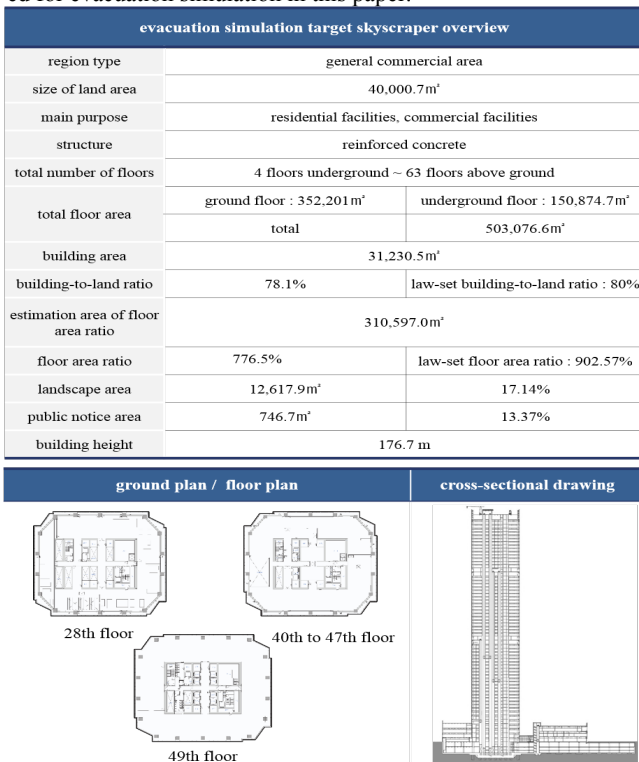 ed for evacuation simulation in this paper.
evacuation simulation target skyscraper overview
region type general commercial area
size of land area 40,000.7㎡
main purpose residential facilities, commercial facilities
structure reinforced concrete
total number of floors 4 floors underground ~ 63 floors above ground
total floor area ground floor : 352,201㎡ underground floor : 150,874.7㎡
total 503,076.6㎡
building area 31,230.5㎡
building-to-land ratio 78.1% law-set building-to-land ratio : 80%
estimation area of floor
area ratio 310,597.0㎡
floor area ratio 776.5% law-set floor area ratio : 902.57%
landscape area 12,617.9㎡ 17.14%
public notice area 746.7㎡ 13.37%
building height 176.7 m
ground plan / floor plan cross-sectional drawing
28th floor 40th to 47th floor
49th floor